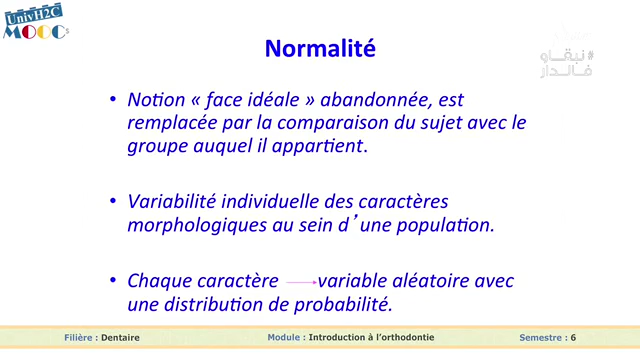 UnivH2C
MOOCs
#نبقاو
فالدار
Normalité
• Notion « face idéale » abandonnée, est
remplacée par la comparaison du sujet avec le
groupe auquel il appartient.
• Variabilité individuelle des caractères
morphologiques au sein d’une population.
• Chaque caractère → variable aléatoire avec
une distribution de probabilité.
Filière : Dentaire
Module : Introduction à l’orthodontie
Semestre : 6